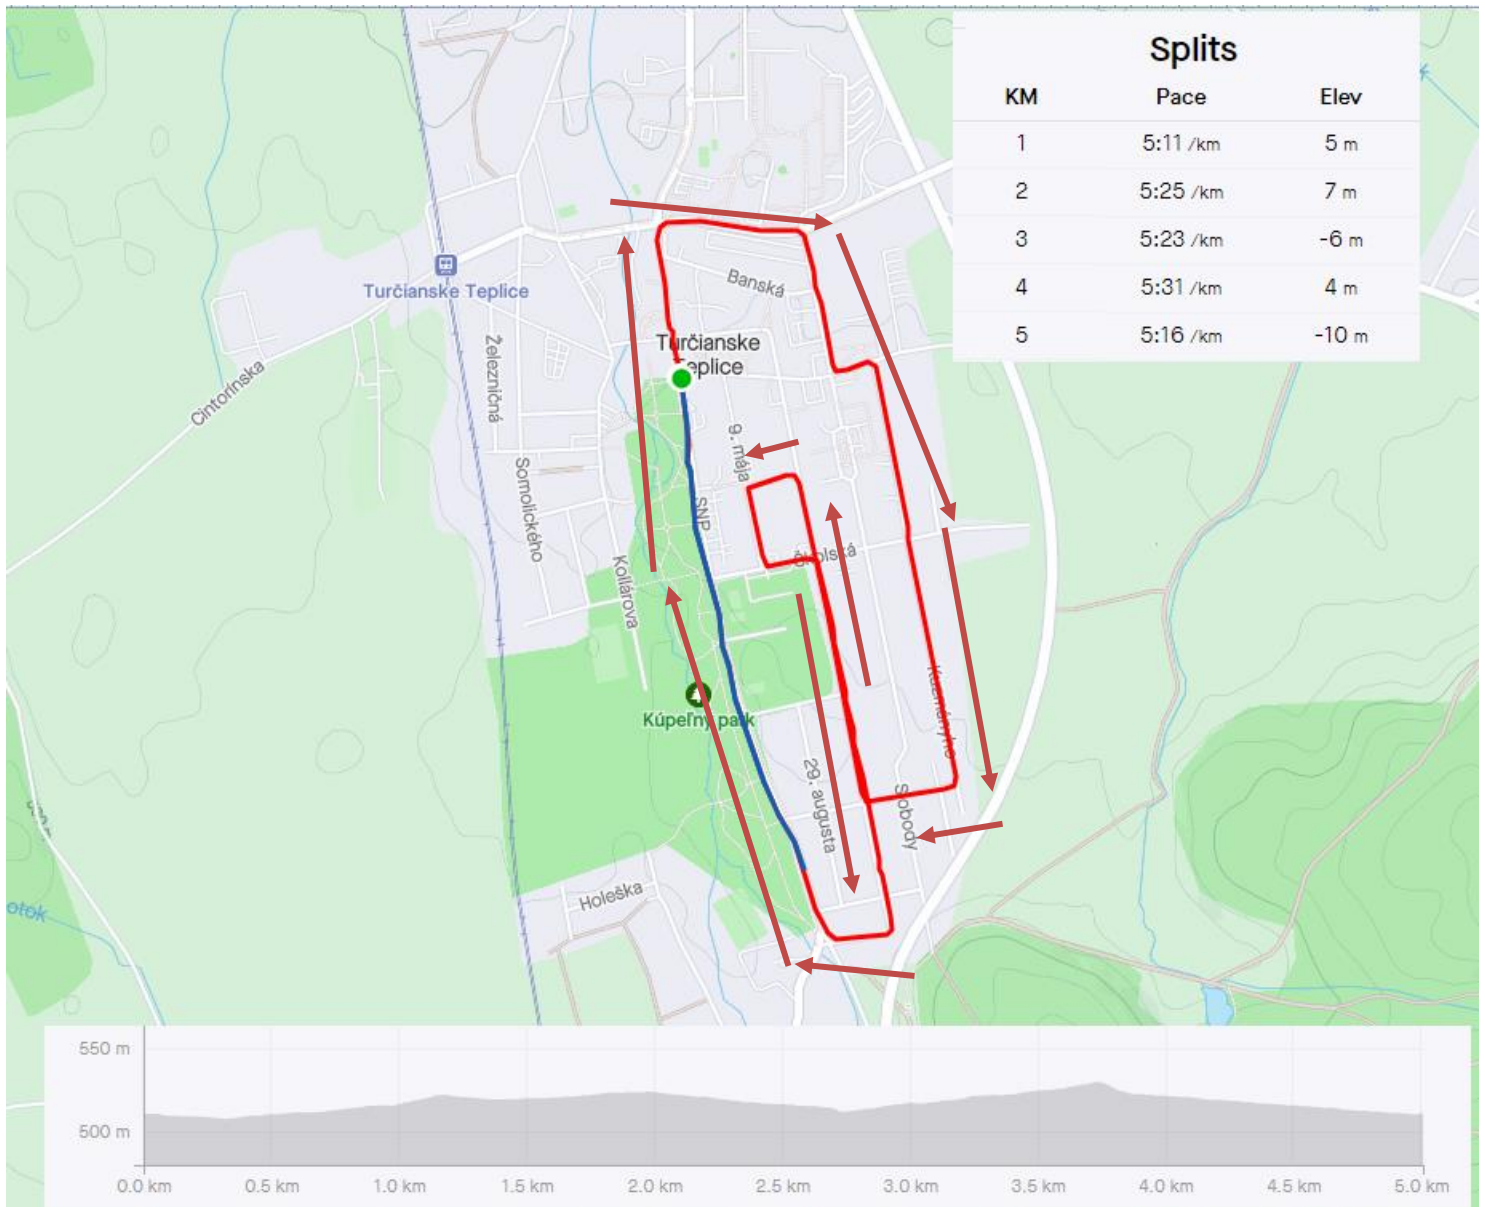 Splits
KM Pace Elev
1 5:11 /km 5 m
2 5:25 /km 7 m
3 5:23 /km -6 m
4 5:31 /km 4 m
5 5:16 /km -10 m
Banská
Turčianske Teplice
Turčianske
Teplice
Železničná
Cintorínska
9. mája
Somolického
SNP
Školská
Kollárova
Kuzmányho
Kúpeľný park
29. augusta
Slobody
Holeška
otok
550 m
500 m
0.0 km 0.5 km 1.0 km 1.5 km 2.0 km 2.5 km 3.0 km 3.5 km 4.0 km 4.5 km 5.0 km